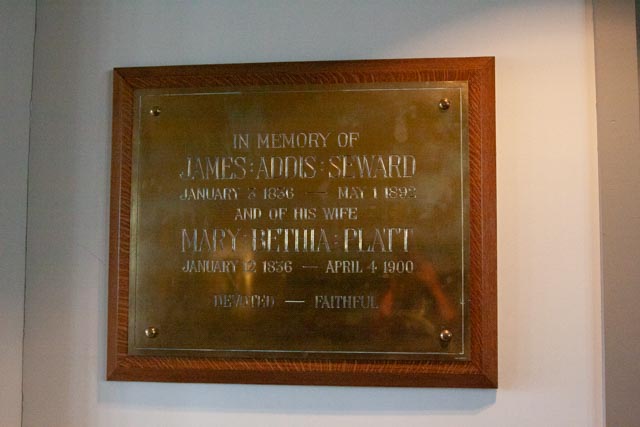 IN MEMORY OF
JAMES : ADDIS : SEWARD
JANUARY 3 1836 — MAY 1 1892
AND OF HIS WIFE
MARY : BETHIA : PLATT
JANUARY 12 1836 — APRIL 4 1900
DEVOTED — FAITHFUL